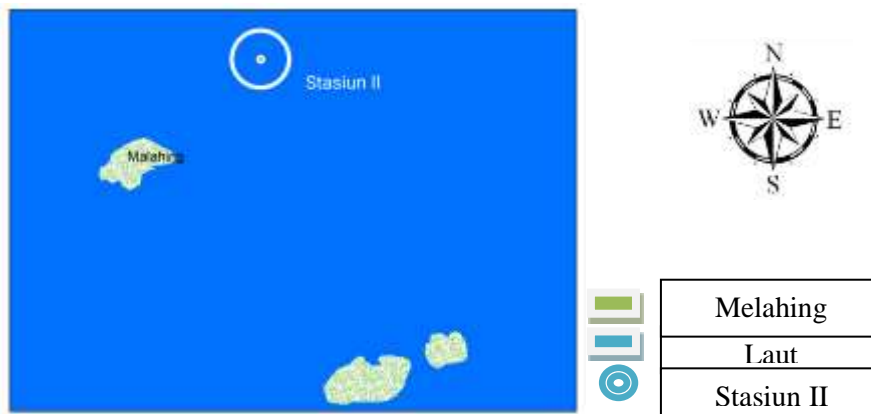 Stasiun II
Malahing
N
W E
S
Melahing
Laut
Stasiun II